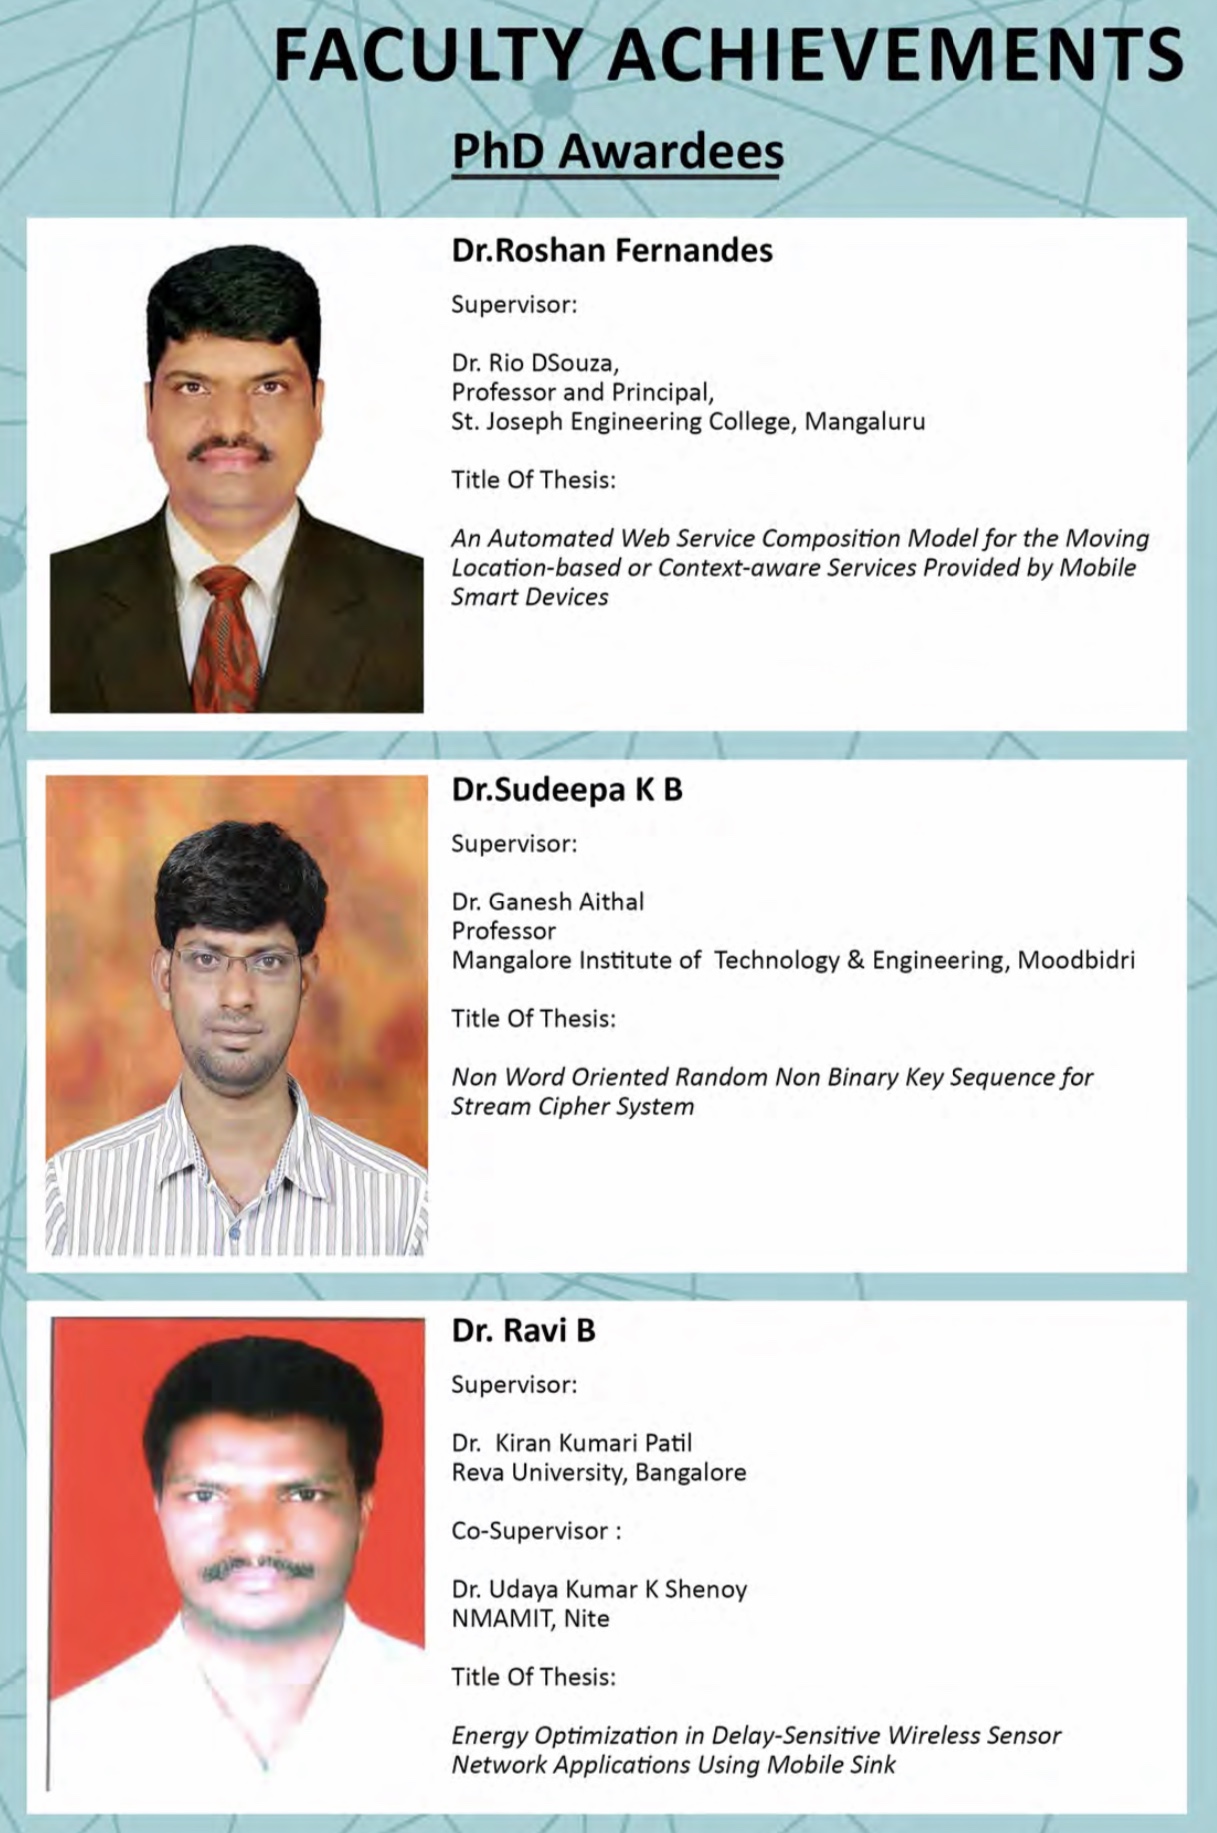 FACULTY ACHIEVEMENTS
PhD Awardees
Dr.Roshan Fernandes
Supervisor:
Dr. Rio DSouza,
Professor and Principal,
St. Joseph Engineering College, Mangaluru
Title Of Thesis:
An Automated Web Service Composition Model for the Moving
Location-based or Context-aware Services Provided by Mobile
Smart Devices
Dr.Sudeepa K B
Supervisor:
Dr. Ganesh Aithal
Professor
Mangalore Institute of  Technology & Engineering, Moodbidri
Title Of Thesis:
Non Word Oriented Random Non Binary Key Sequence for
Stream Cipher System
Dr. Ravi B
Supervisor:
Dr.  Kiran Kumari Patil
Reva University, Bangalore
Co-Supervisor :
Dr. Udaya Kumar K Shenoy
NMAMIT, Nite
Title Of Thesis:
Energy Optimization in Delay-Sensitive Wireless Sensor
Network Applications Using Mobile Sink